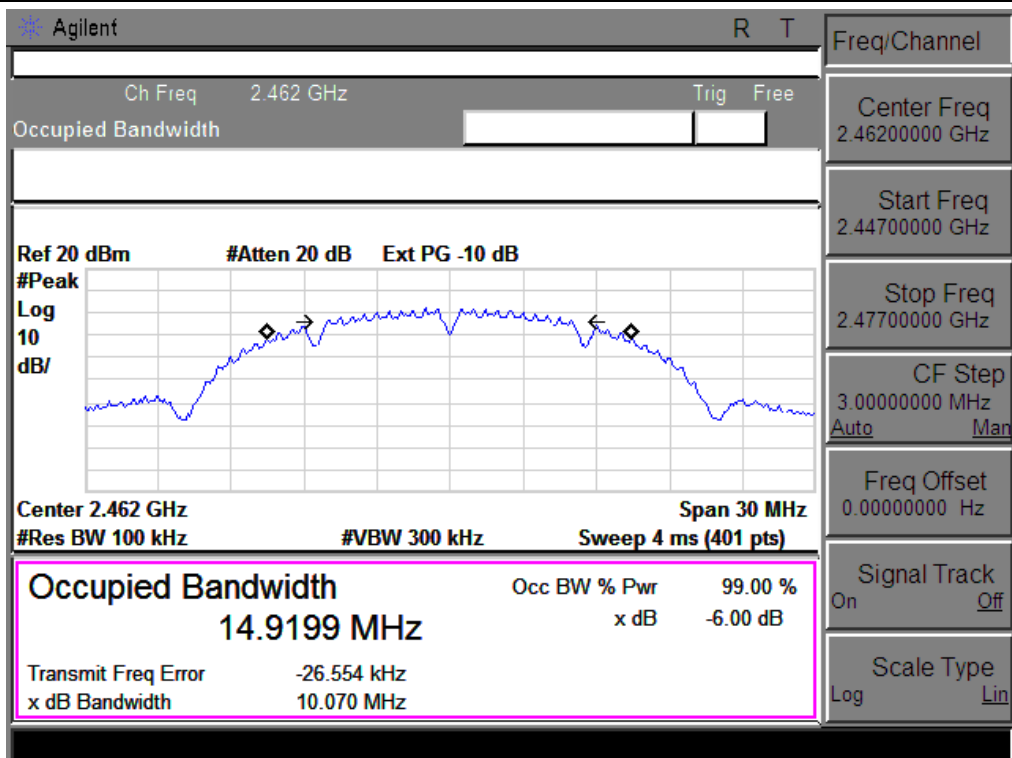 Agilent R T
Freq/Channel
Ch Freq 2.462 GHz Trig Free
Occupied Bandwidth
Center Freq
2.46200000 GHz
Start Freq
2.44700000 GHz
Ref 20 dBm #Atten 20 dB Ext PG -10 dB
#Peak
Log
10
dB/
Stop Freq
2.47700000 GHz
CF Step
3.00000000 MHz
Auto Man
Freq Offset
0.00000000 Hz
Center 2.462 GHz Span 30 MHz
#Res BW 100 kHz #VBW 300 kHz Sweep 4 ms (401 pts)
Occupied Bandwidth Occ BW % Pwr 99.00 %
14.9199 MHz x dB -6.00 dB
Transmit Freq Error -26.554 kHz
x dB Bandwidth 10.070 MHz
Signal Track
On Off
Scale Type
Log Lin